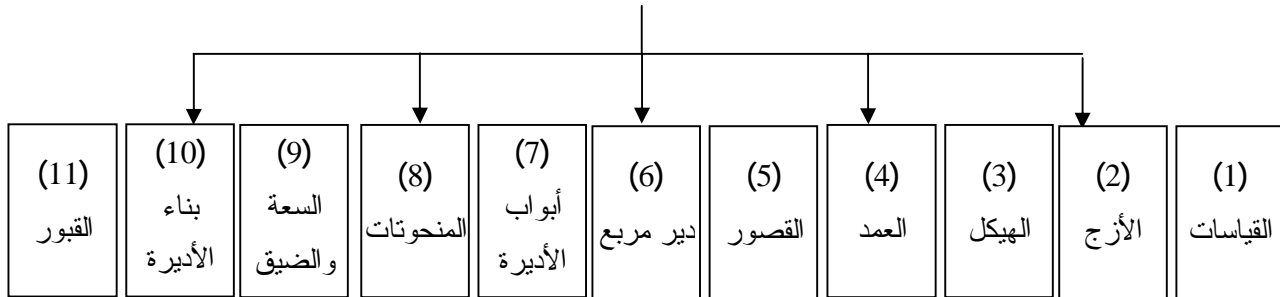 (1)
القياسات
(2)
الأزج
(3)
الهيكل
(4)
العمد
(5)
القصور
(6)
دير مربع
(7)
أبواب
الأديرة
(8)
المنحوتات
(9)
السعة
والضيق
(10)
بناء
الأديرة
(11)
القبور